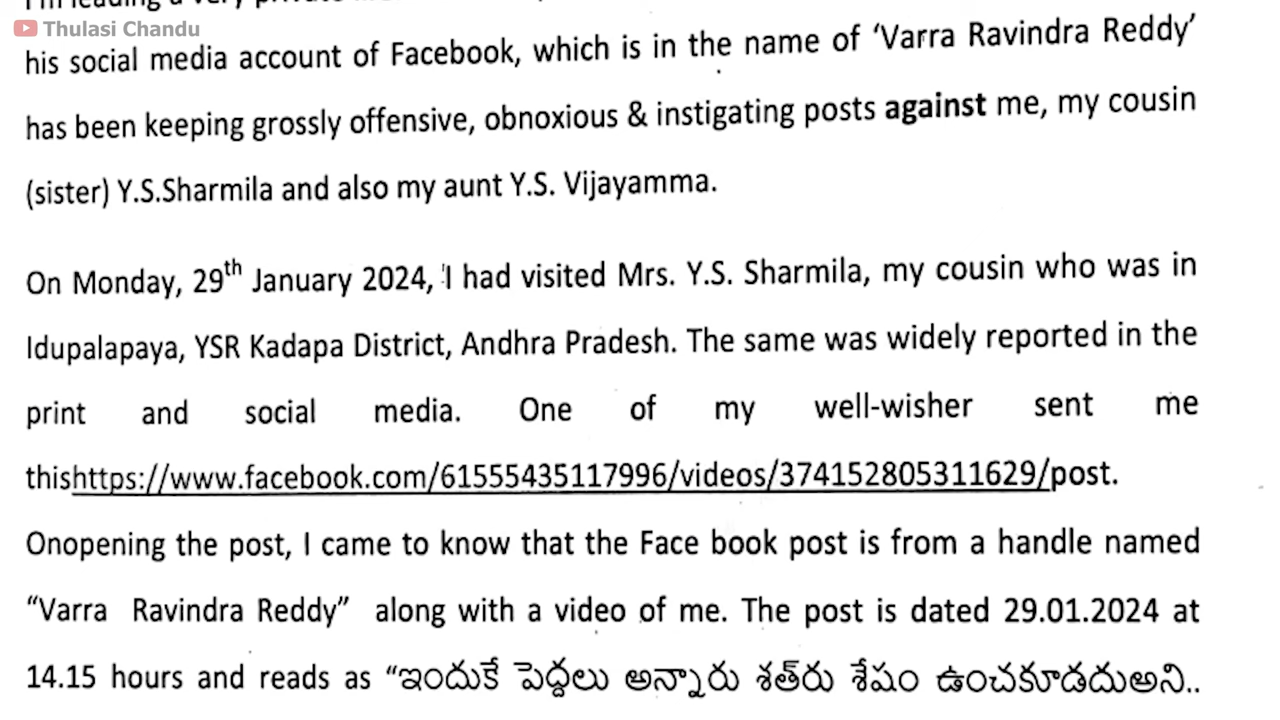 Thulasi Chandu
his social media account of Facebook, which is in the name of ‘Varra Ravindra Reddy’
has been keeping grossly offensive, obnoxious & instigating posts against me, my cousin
(sister) Y.S.Sharmila and also my aunt Y.S. Vijayamma.
On Monday, 29th January 2024, I had visited Mrs. Y.S. Sharmila, my cousin who was in
Idupalapaya, YSR Kadapa District, Andhra Pradesh. The same was widely reported in the
print and social media. One of my well-wisher sent me
thishttps://www.facebook.com/61555435117996/videos/374152805311629/post.
Onopening the post, I came to know that the Face book post is from a handle named
“Varra Ravindra Reddy” along with a video of me. The post is dated 29.01.2024 at
14.15 hours and reads as “ఇందుకే పెద్దలు అన్నారు శత్‌రు శేషం ఉంచకూడదుఅని..